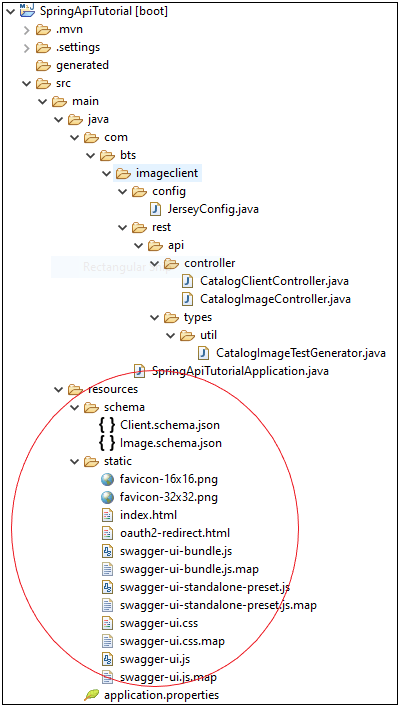 SpringApiTutorial [boot]
.mvn
.settings
generated
src
main
java
com
bts
imageclient
config
JerseyConfig.java
rest
api
Rectangular
controller
CatalogClientController.java
CatalogImageController.java
types
util
CatalogImageTestGenerator.java
SpringApiTutorialApplication.java
resources
schema
Client.schema.json
Image.schema.json
static
favicon-16x16.png
favicon-32x32.png
index.html
oauth2-redirect.html
swagger-ui-bundle.js
swagger-ui-bundle.js.map
swagger-ui-standalone-preset.js
swagger-ui-standalone-preset.js.map
swagger-ui.css
swagger-ui.css.map
swagger-ui.js
swagger-ui.js.map
application.properties